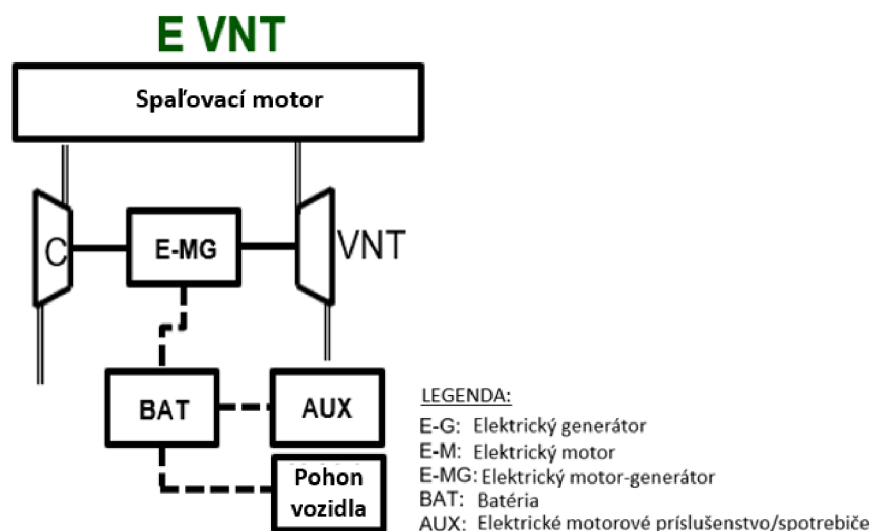 E VNT
Spaľovací motor
C
E-MG
VNT
BAT
AUX
Pohon
vozidla
LEGENDA:
E-G: Elektrický generátor
E-M: Elektrický motor
E-MG: Elektrický motor-generátor
BAT: Batéria
AUX: Elektrické motorové príslušenstvo/spotrebiče